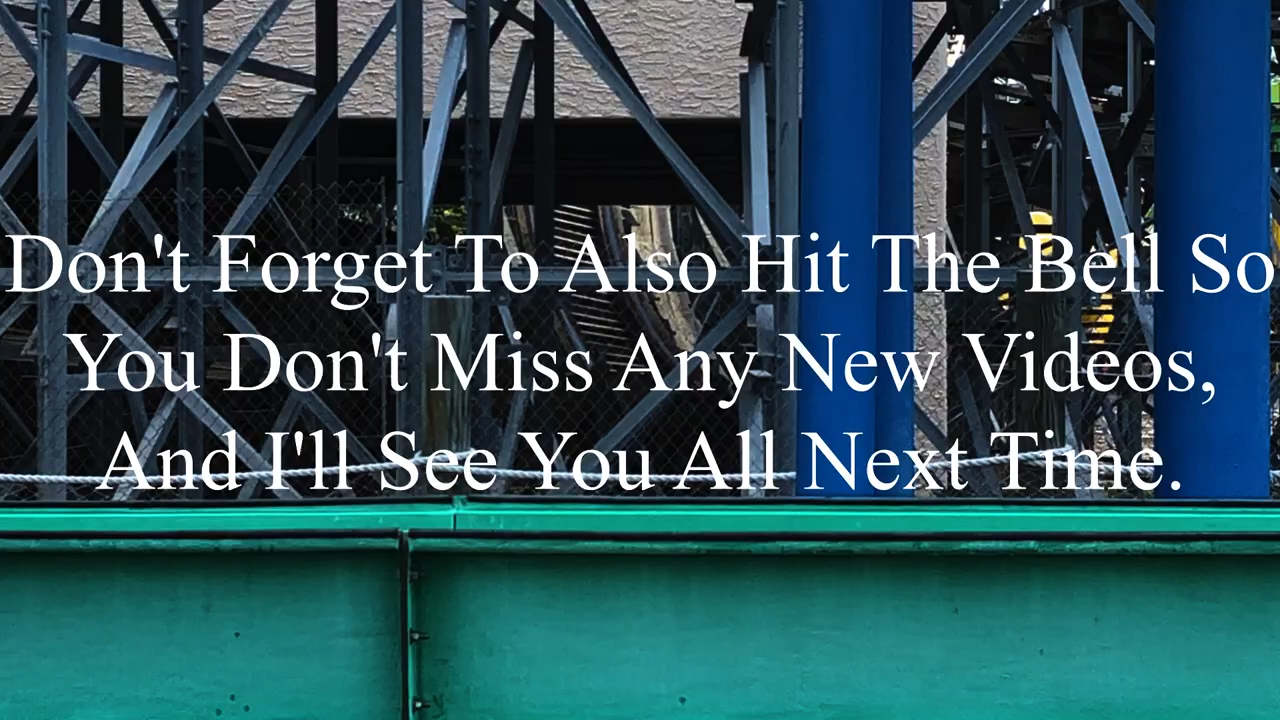 Don't Forget To Also Hit The Bell So
You Don't Miss Any New Videos,
And I'll See You All Next Time.